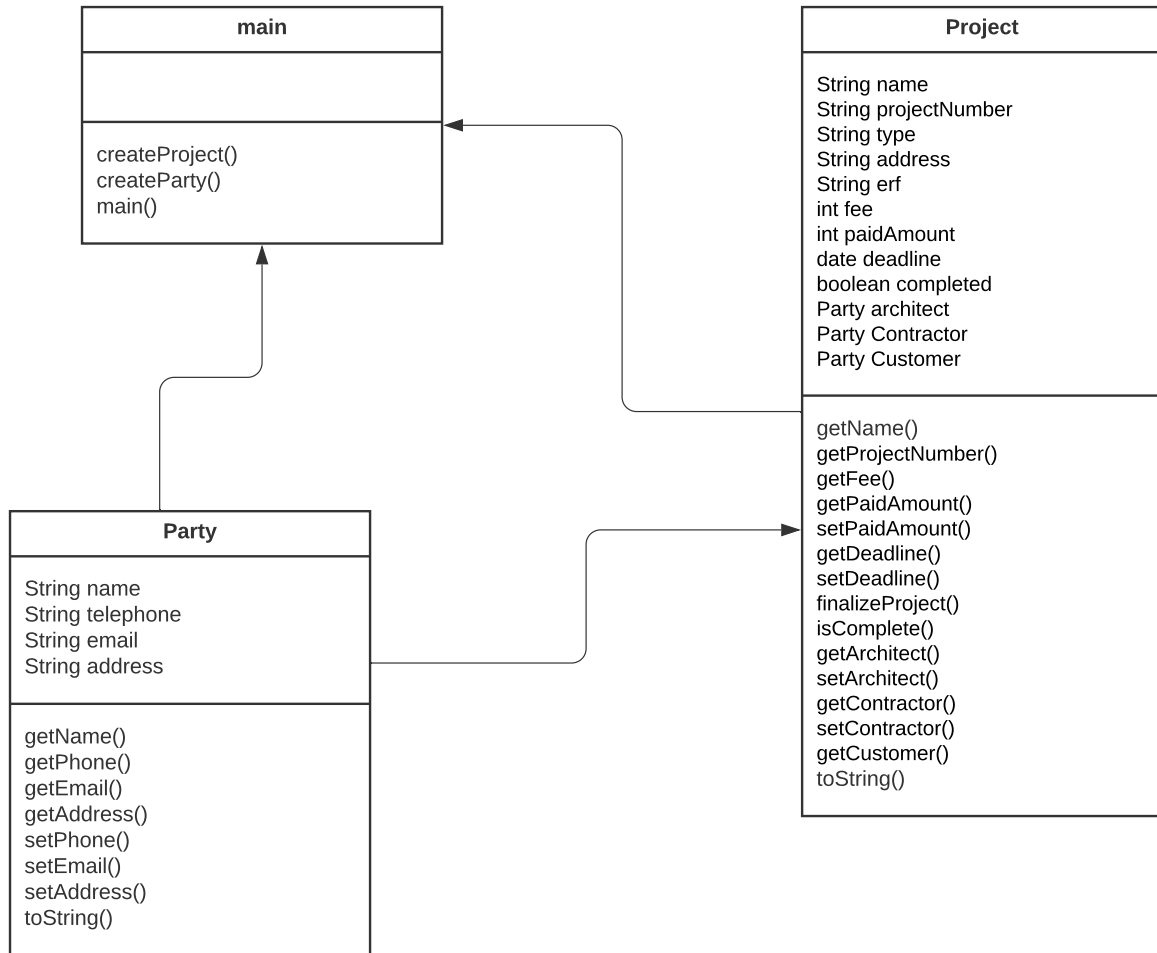 main
createProject()
createParty()
main()
Project
String name
String projectNumber
String type
String address
String erf
int fee
int paidAmount
date deadline
boolean completed
Party architect
Party Contractor
Party Customer
getName()
getProjectNumber()
getFee()
getPaidAmount()
setPaidAmount()
getDeadline()
setDeadline()
finalizeProject()
isComplete()
getArchitect()
setArchitect()
getContractor()
setContractor()
getCustomer()
toString()
Party
String name
String telephone
String email
String address
getName()
getPhone()
getEmail()
getAddress()
setPhone()
setEmail()
setAddress()
toString()